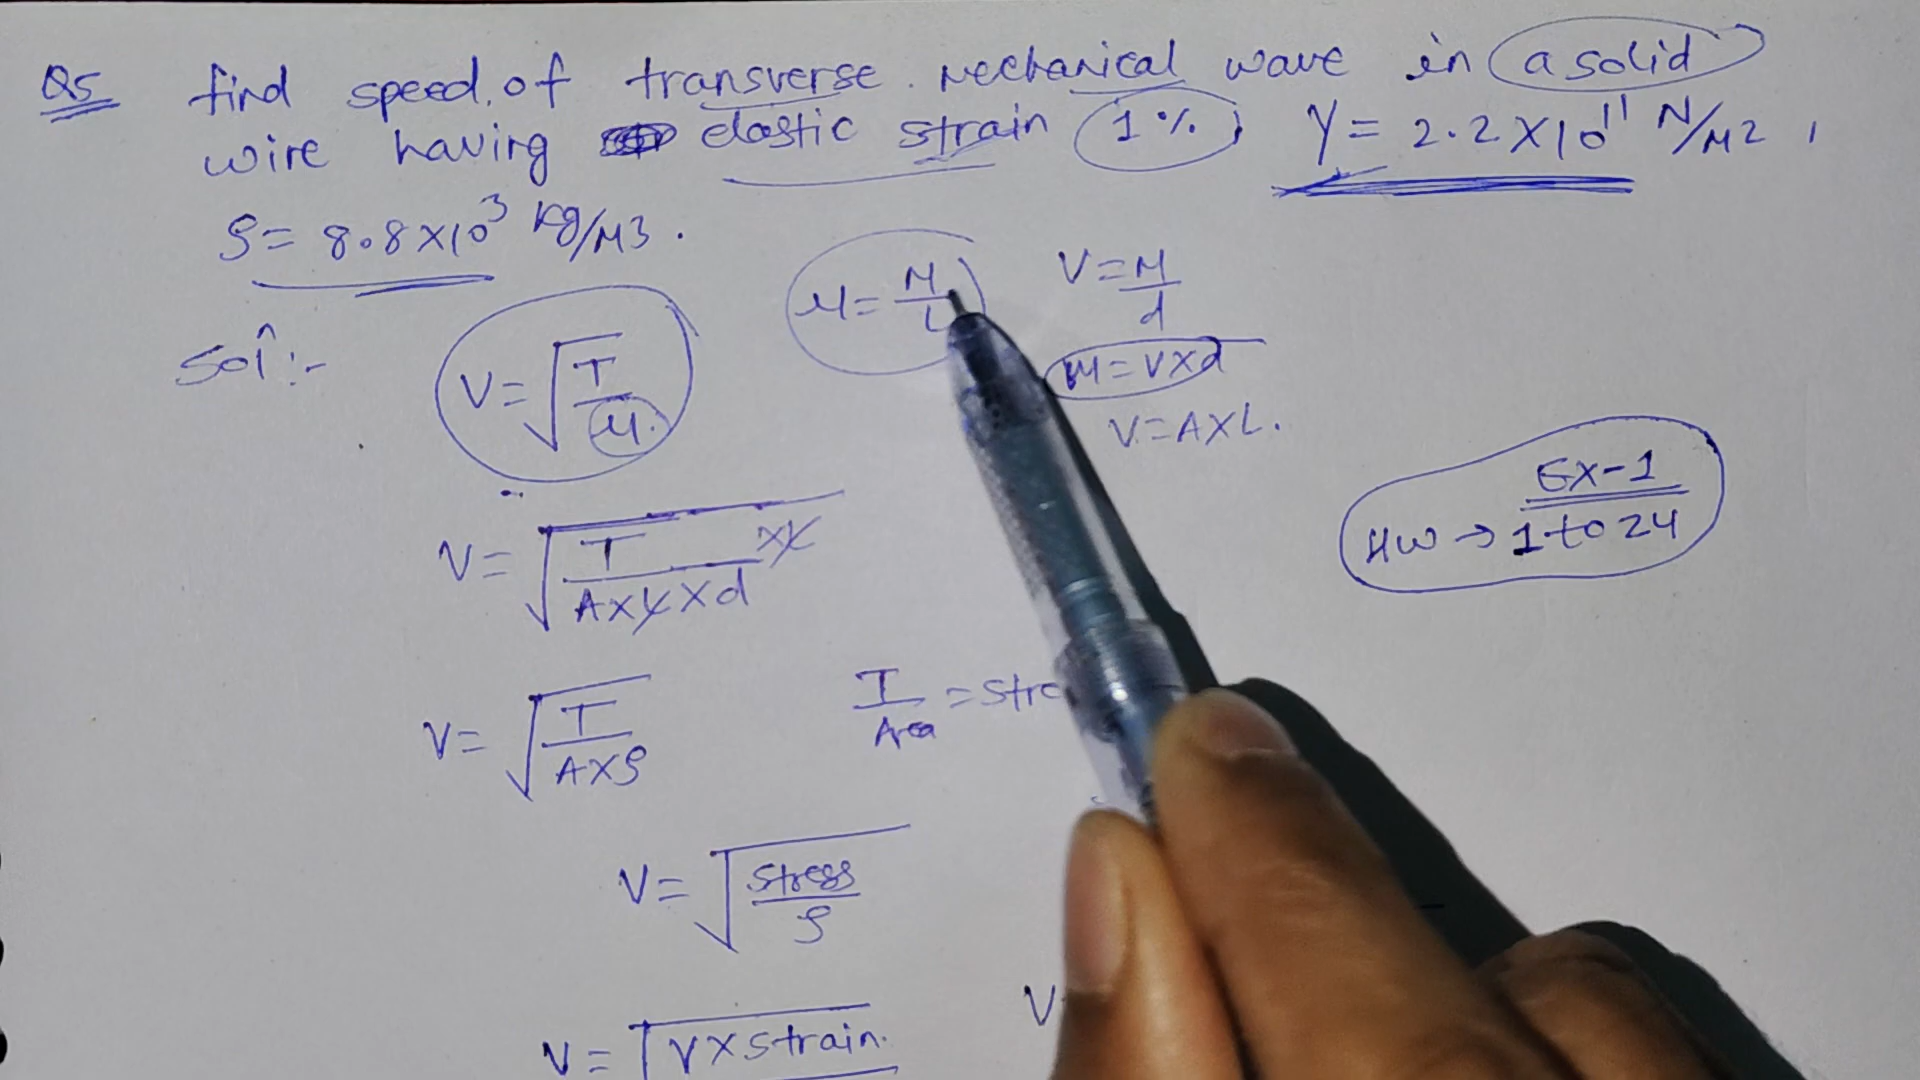 Q5 find speed of transverse mechanical wave in a solid
wire having elastic strain 1%, Y = 2.2×10¹¹ N/M2,
ρ = 8.8×10³ kg/M3.
Sol :-
V = √(T/μ)
μ = M/L
V = M/d
M = V×d
V = A×L.
HW → Ex-1
1 to 24
V = √(T/(A×L×d) ×L)
V = √(T/(A×ρ))
T/Area = Stre
V = √(Stress/ρ)
V = √(Y×Strain.
V